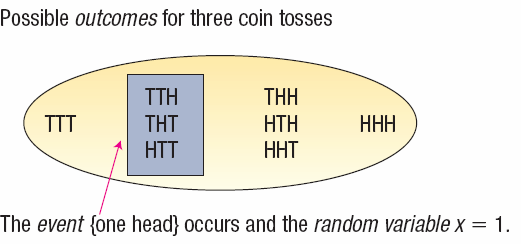 Possible outcomes for three coin tosses
TTH THH
TTT THT HTH HHH
HTT HHT
The event {one head} occurs and the random variable x = 1.